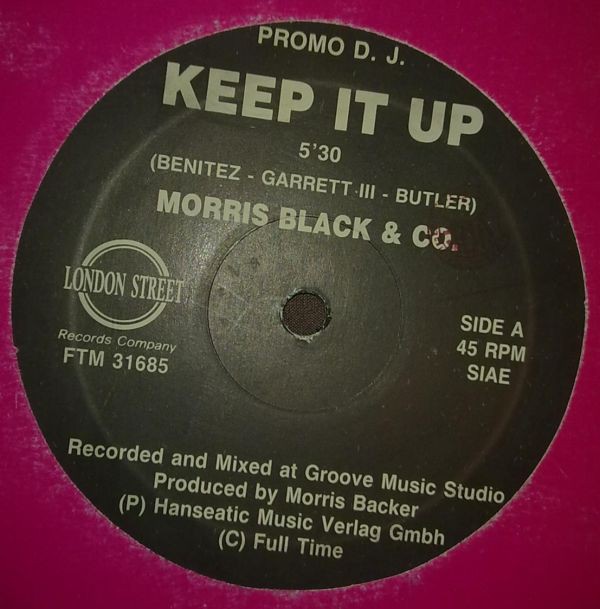 PROMO D. J.
KEEP IT UP
5'30
(BENITEZ - GARRETT III - BUTLER)
MORRIS BLACK & CO.
LONDON STREET
Records Company
FTM 31685
SIDE A
45 RPM
SIAE
Recorded and Mixed at Groove Music Studio
Produced by Morris Backer
(P) Hanseatic Music Verlag Gmbh
(C) Full Time